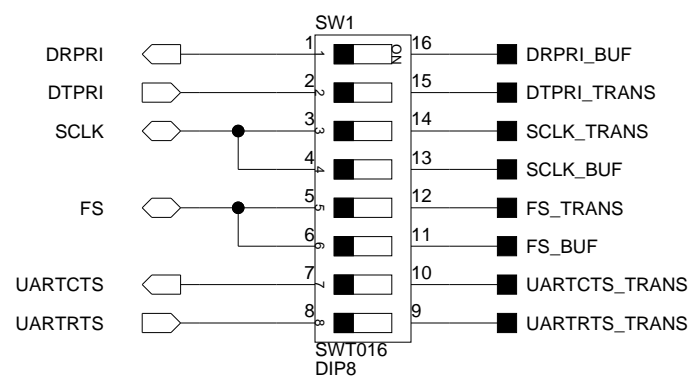 SW1
DRPRI 1 1 ON 16 DRPRI_BUF
DTPRI 2 2 15 DTPRI_TRANS
SCLK 3 3 14 SCLK_TRANS
4 4 13 SCLK_BUF
FS 5 5 12 FS_TRANS
6 6 11 FS_BUF
UARTCTS 7 7 10 UARTCTS_TRANS
UARTRTS 8 8 9 UARTRTS_TRANS
SWT016
DIP8